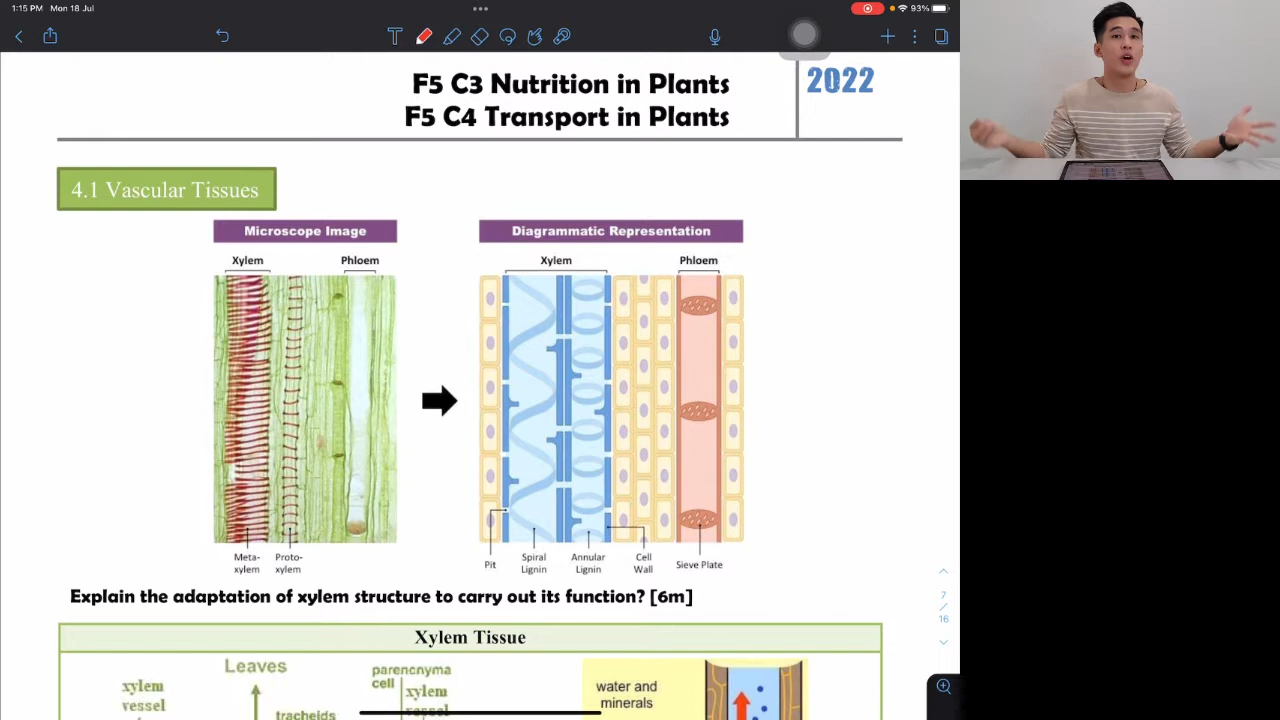 1:15 PM Mon 18 Jul
93%
F5 C3 Nutrition in Plants
F5 C4 Transport in Plants
2022
4.1 Vascular Tissues
Microscope Image
Diagrammatic Representation
Xylem
Phloem
Xylem
Phloem
Meta-
xylem
Proto-
xylem
Pit
Spiral
Lignin
Annular
Lignin
Cell
Wall
Sieve Plate
Explain the adaptation of xylem structure to carry out its function? [6m]
7
/
16
Xylem Tissue
Leaves
xylem
vessel
tracheids
parenchyma
cell
xylem
vessel
water and
minerals